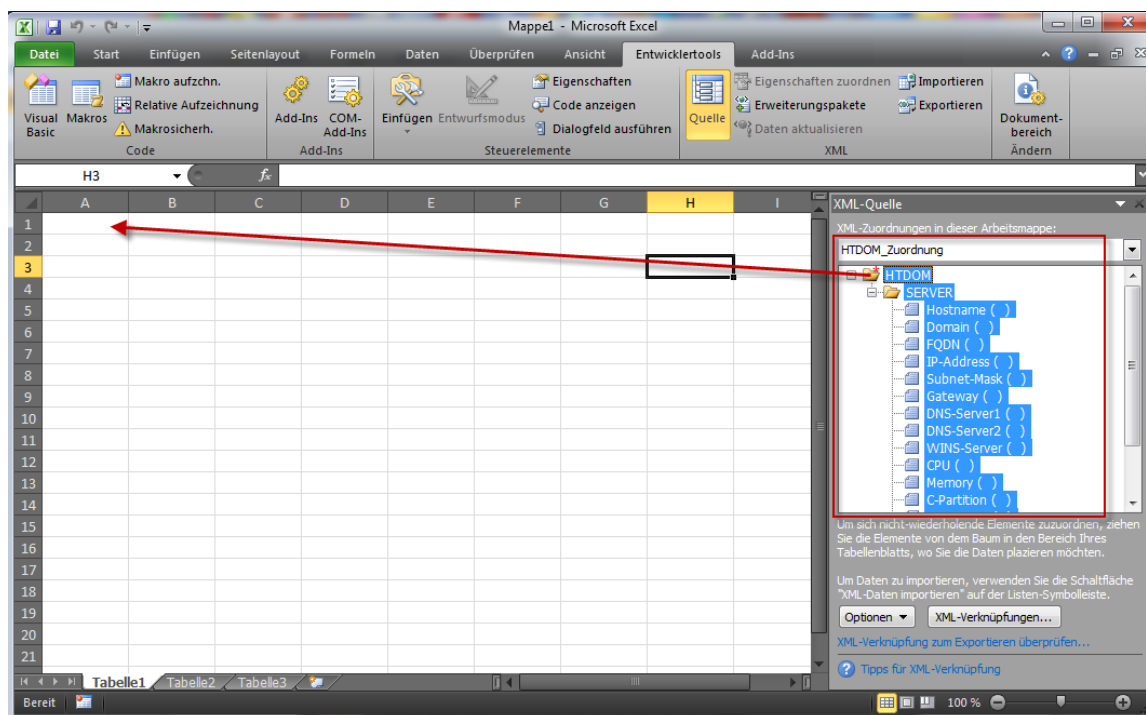 Mappe1 - Microsoft Excel
Datei Start Einfügen Seitenlayout Formeln Daten Überprüfen Ansicht Entwicklertools Add-Ins
Visual Basic
Makros
Makro aufzchn.
Relative Aufzeichnung
Makrosicherh.
Code
Add-Ins
COM-Add-Ins
Add-Ins
Einfügen
Entwurfsmodus
Eigenschaften
Code anzeigen
Dialogfeld ausführen
Steuerelemente
Quelle
Eigenschaften zuordnen
Erweiterungspakete
Daten aktualisieren
Importieren
Exportieren
XML
Dokument-
bereich
Ändern
H3
fx
A B C D E F G H I
1
2
3
4
5
6
7
8
9
10
11
12
13
14
15
16
17
18
19
20
21
XML-Quelle
XML-Zuordnungen in dieser Arbeitsmappe:
HTDOM_Zuordnung
HTDOM
SERVER
Hostname ( )
Domain ( )
FQDN ( )
IP-Address ( )
Subnet-Mask ( )
Gateway ( )
DNS-Server1 ( )
DNS-Server2 ( )
WINS-Server ( )
CPU ( )
Memory ( )
C-Partition ( )
Um sich nicht-wiederholende Elemente zuzuordnen, ziehen
Sie die Elemente von dem Baum in den Bereich Ihres
Tabellenblatts, wo Sie die Daten plazieren möchten.
Um Daten zu importieren, verwenden Sie die Schaltfläche
"XML-Daten importieren" auf der Listen-Symbolleiste.
Optionen XML-Verknüpfungen...
XML-Verknüpfung zum Exportieren überprüfen...
Tipps für XML-Verknüpfung
Tabelle1 Tabelle2 Tabelle3
Bereit 100 %